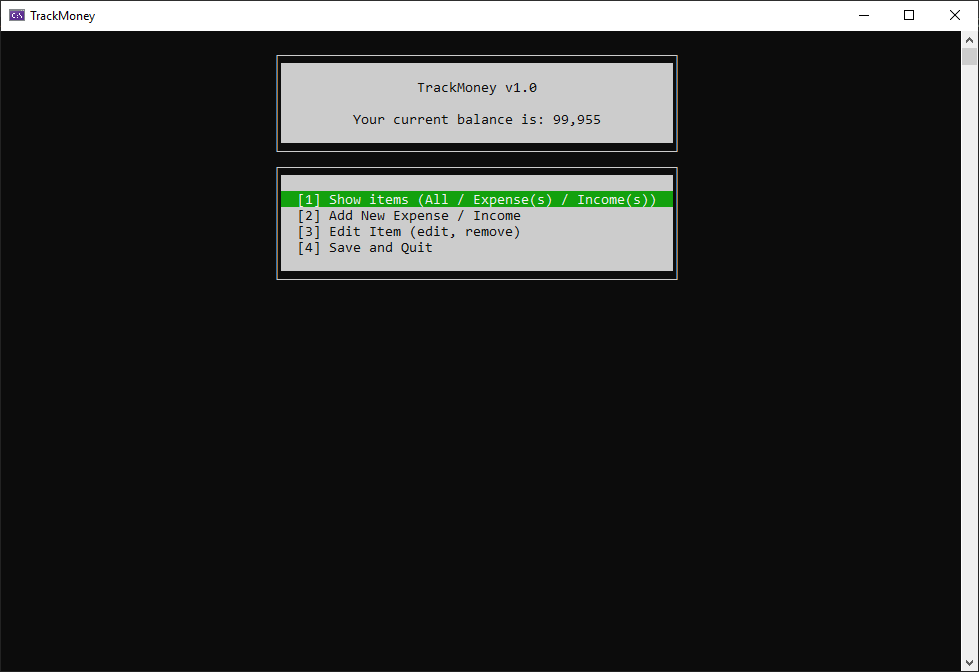 TrackMoney
TrackMoney v1.0
Your current balance is: 99,955
[1] Show items (All / Expense(s) / Income(s))
[2] Add New Expense / Income
[3] Edit Item (edit, remove)
[4] Save and Quit